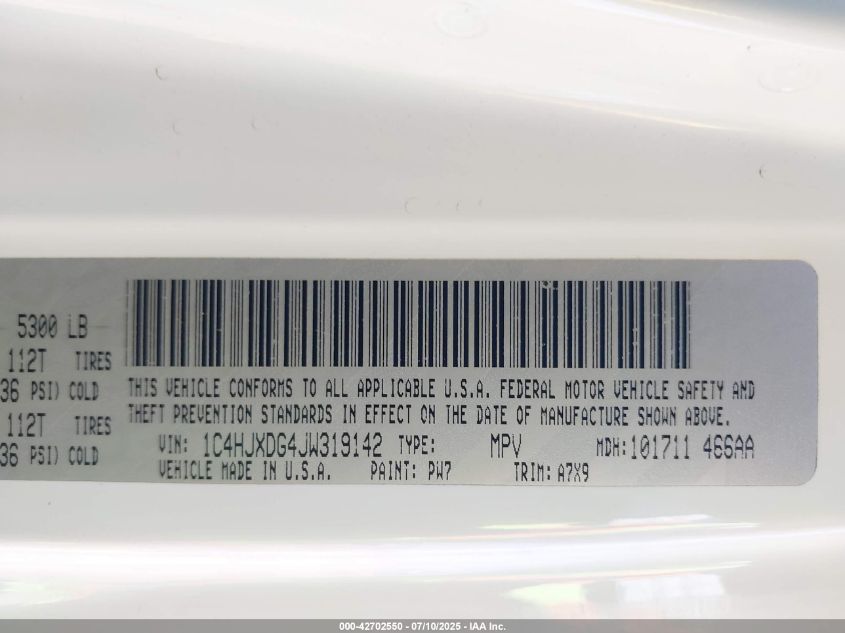 5300 LB
112T TIRES
36 PSI) COLD
112T TIRES
36 PSI) COLD
THIS VEHICLE CONFORMS TO ALL APPLICABLE U.S.A. FEDERAL MOTOR VEHICLE SAFETY AND
THEFT PREVENTION STANDARDS IN EFFECT ON THE DATE OF MANUFACTURE SHOWN ABOVE.
VIN: 1C4HJXDG4JW319142 TYPE: MPV MDH: 101711 466AA
VEHICLE MADE IN U.S.A. PAINT: PW7 TRIM: A7X9
000-42702550 - 07/10/2025 - IAA Inc.